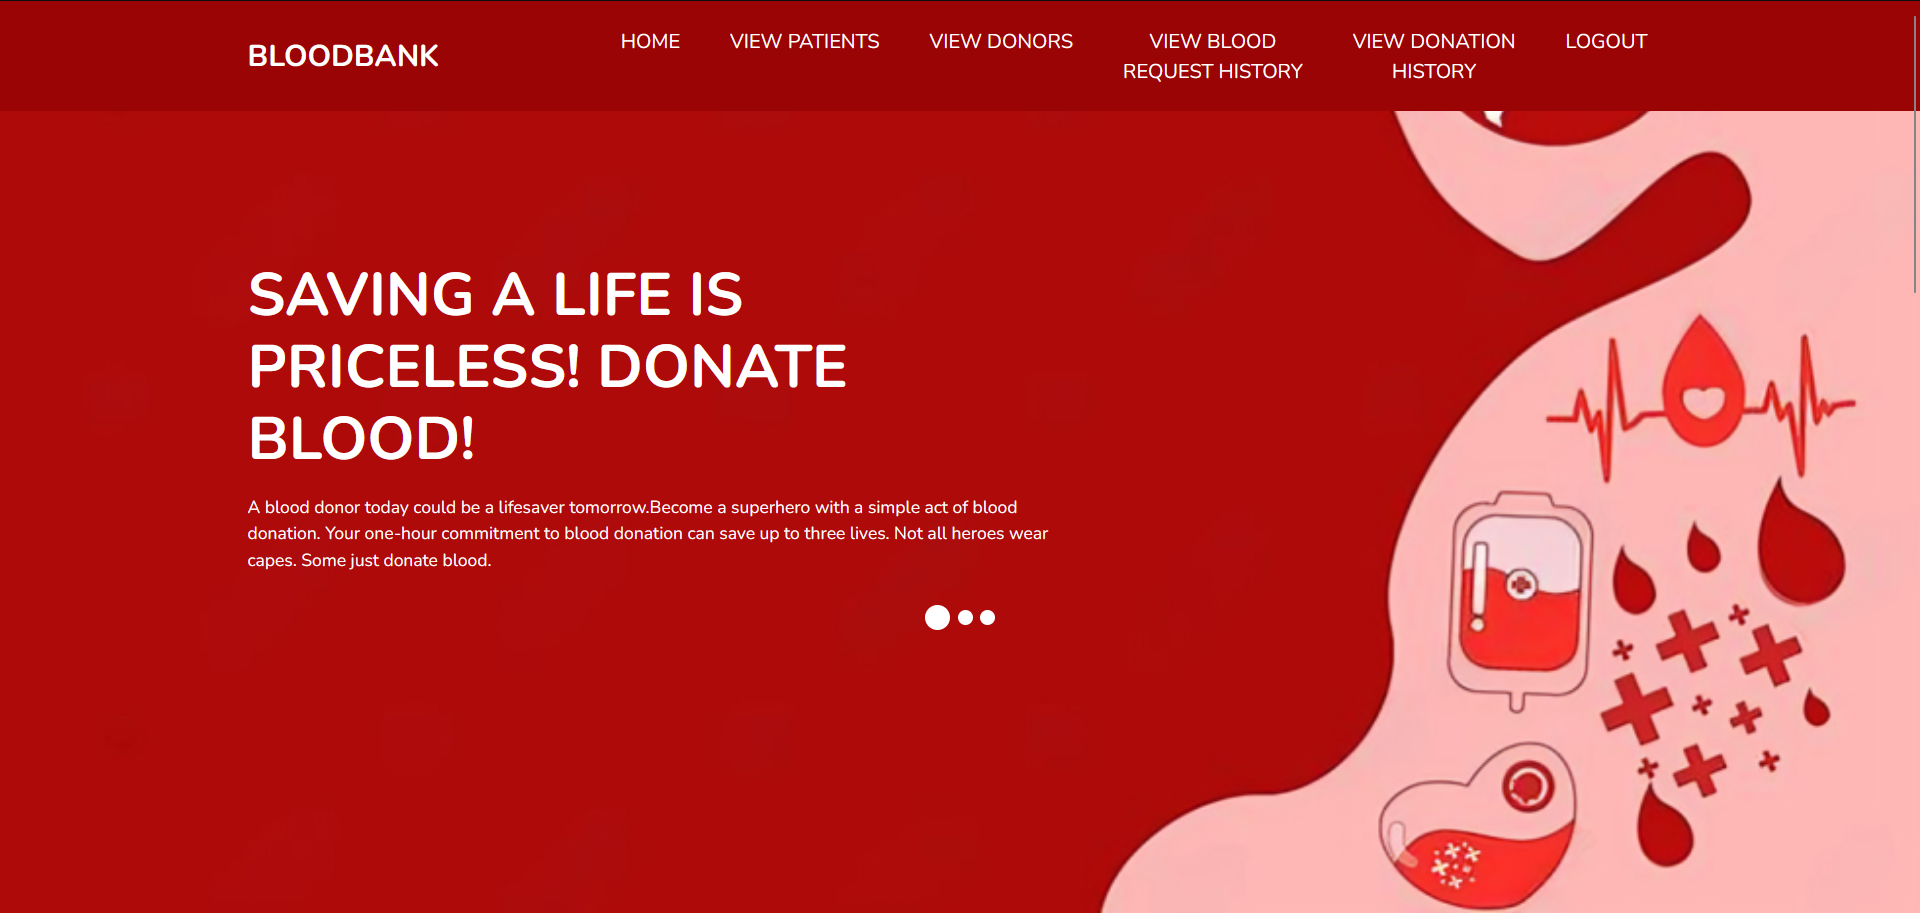 BLOODBANK
HOME
VIEW PATIENTS
VIEW DONORS
VIEW BLOOD
REQUEST HISTORY
VIEW DONATION
HISTORY
LOGOUT
SAVING A LIFE IS
PRICELESS! DONATE
BLOOD!
A blood donor today could be a lifesaver tomorrow.Become a superhero with a simple act of blood
donation. Your one-hour commitment to blood donation can save up to three lives. Not all heroes wear
capes. Some just donate blood.